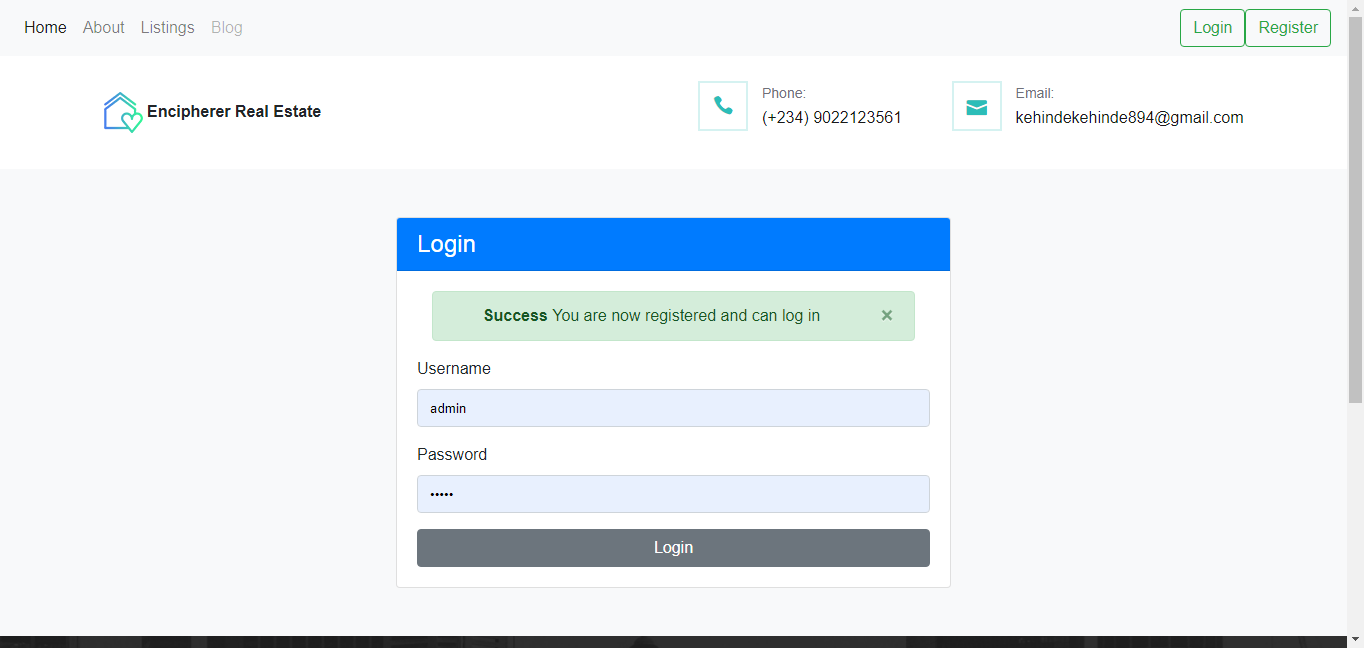 Home About Listings Blog Login Register
Encipherer Real Estate
Phone:
(+234) 9022123561
Email:
kehindekehinde894@gmail.com
Login
Success You are now registered and can log in ×
Username
admin
Password
•••••
Login